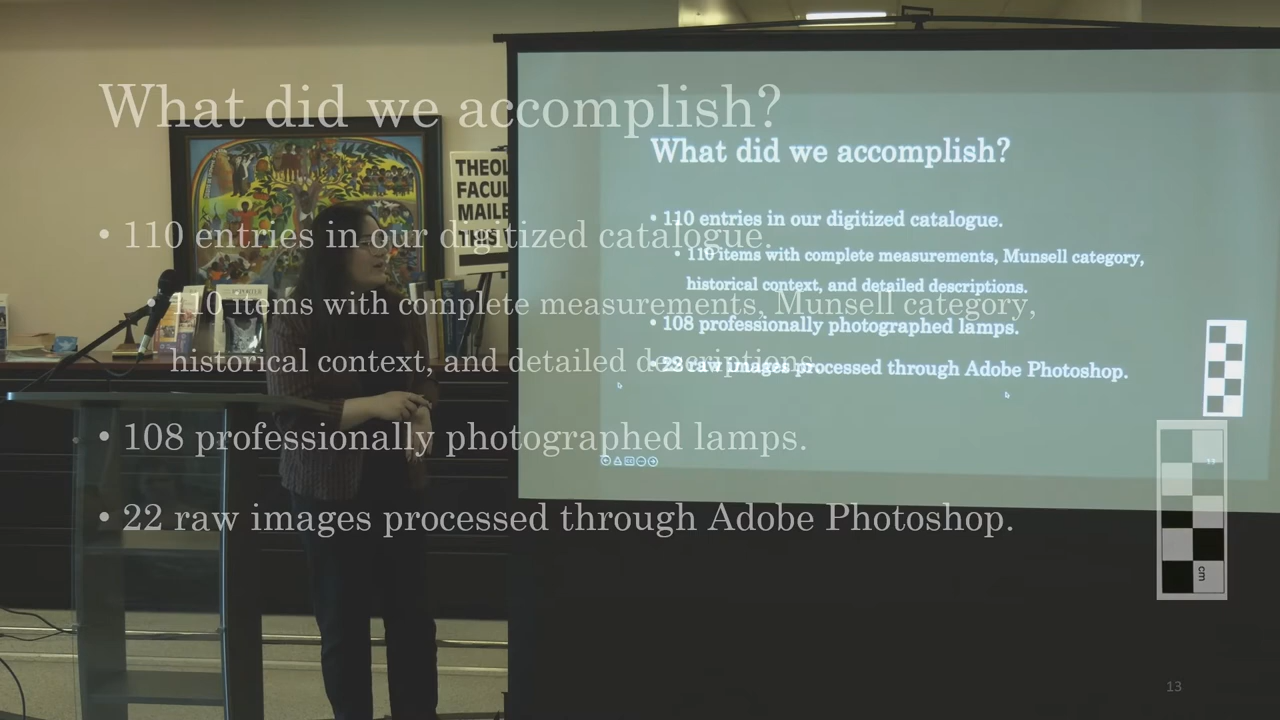 What did we accomplish?
• 110 entries in our digitized catalogue.
• 110 items with complete measurements, Munsell category,
historical context, and detailed descriptions.
• 108 professionally photographed lamps.
• 22 raw images processed through Adobe Photoshop.
cm
13
What did we accomplish?
• 110 entries in our digitized catalogue.
• 110 items with complete measurements, Munsell category,
historical context, and detailed descriptions.
• 108 professionally photographed lamps.
• 22 raw images processed through Adobe Photoshop.
13
THEOL
FACUL
MAILE
THIS